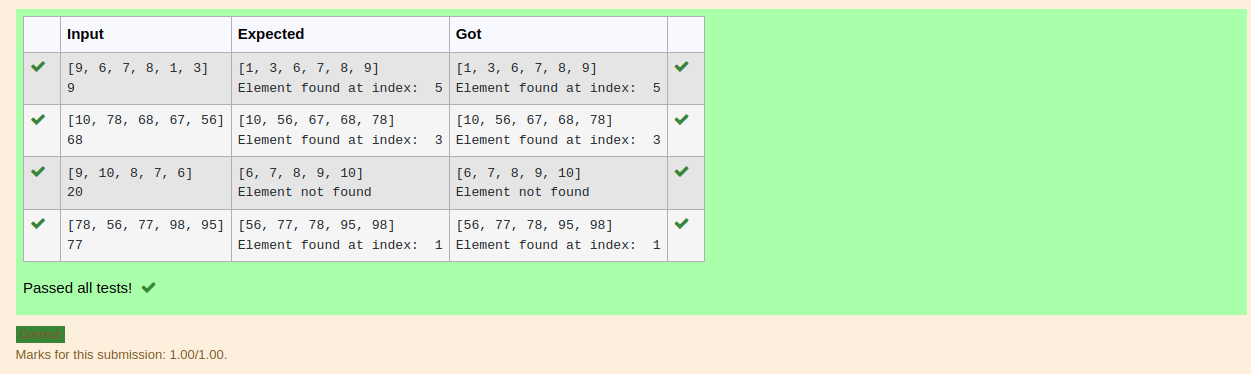 Input Expected Got
[9, 6, 7, 8, 1, 3] [1, 3, 6, 7, 8, 9] [1, 3, 6, 7, 8, 9]
9 Element found at index:  5 Element found at index:  5
[10, 78, 68, 67, 56] [10, 56, 67, 68, 78] [10, 56, 67, 68, 78]
68 Element found at index:  3 Element found at index:  3
[9, 10, 8, 7, 6] [6, 7, 8, 9, 10] [6, 7, 8, 9, 10]
20 Element not found Element not found
[78, 56, 77, 98, 95] [56, 77, 78, 95, 98] [56, 77, 78, 95, 98]
77 Element found at index:  1 Element found at index:  1
Passed all tests!
Correct
Marks for this submission: 1.00/1.00.